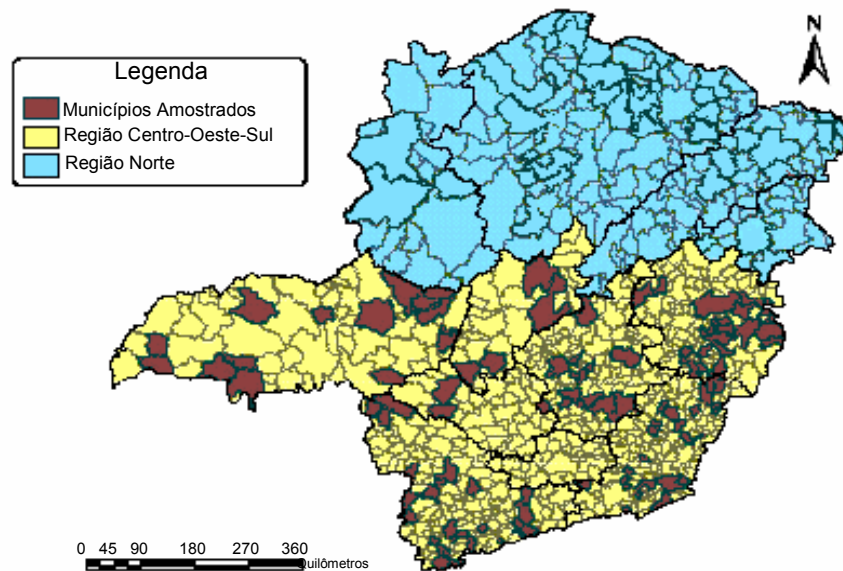 Legenda
Municípios Amostrados
Região Centro-Oeste-Sul
Região Norte
N
0 45 90 180 270 360
Quilômetros